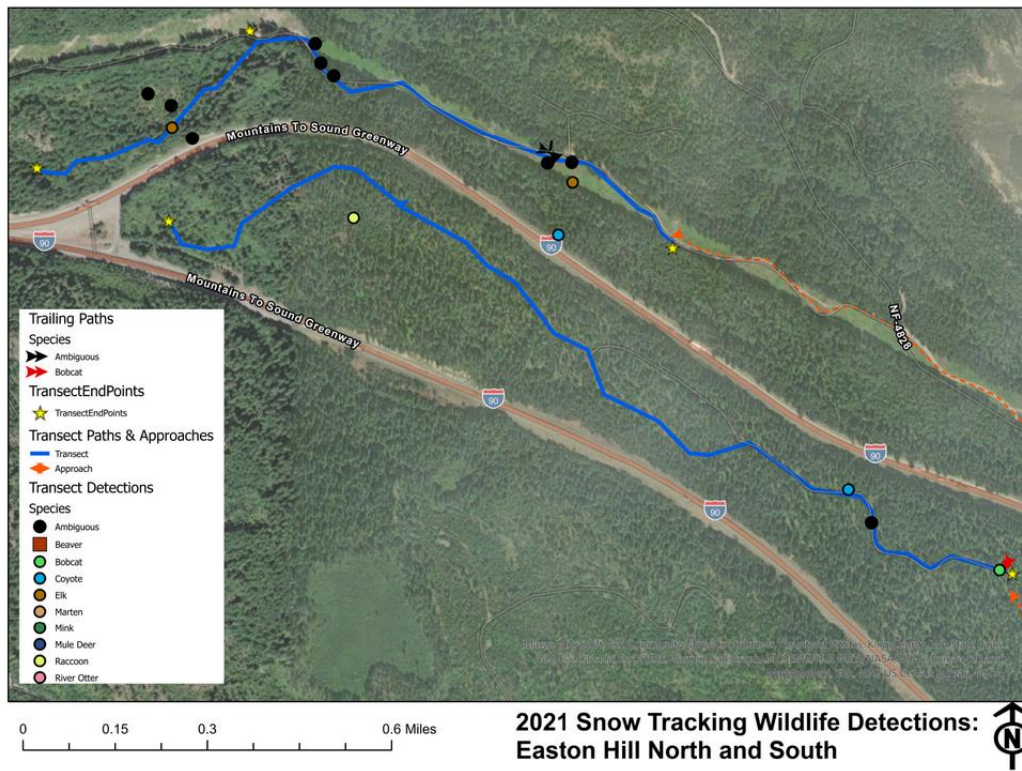 Mountains To Sound Greenway
90
90
Mountains To Sound Greenway
NF-4828
90
90
90
Trailing Paths
Species
Ambiguous
Bobcat
TransectEndPoints
TransectEndPoints
Transect Paths & Approaches
Transect
Approach
Transect Detections
Species
Ambiguous
Beaver
Bobcat
Coyote
Elk
Marten
Mink
Mule Deer
Raccoon
River Otter
0 0.15 0.3 0.6 Miles
2021 Snow Tracking Wildlife Detections:
Easton Hill North and South
N